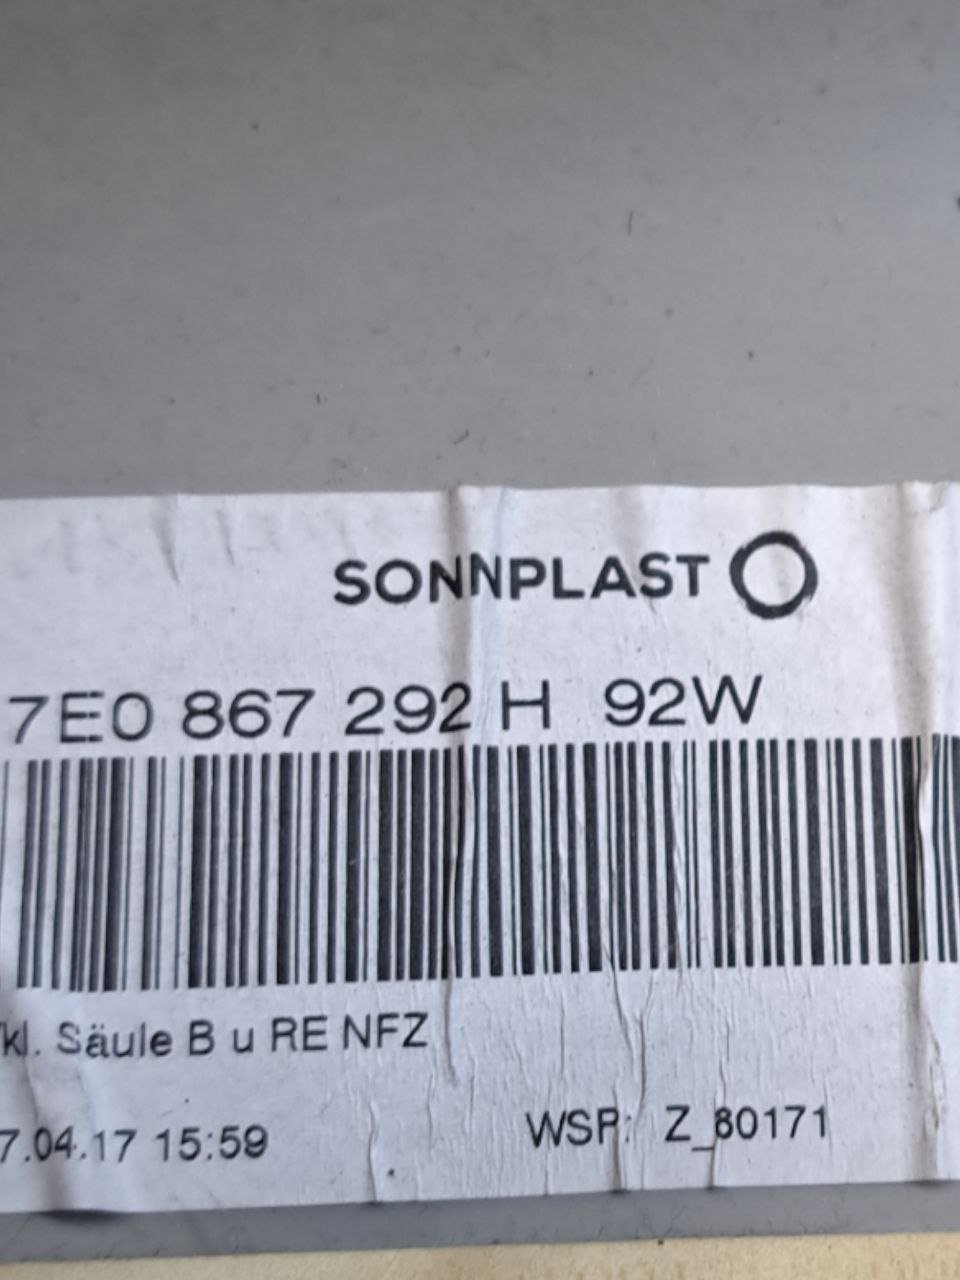 SONNPLAST
7E0 867 292 H 92W
kl. Säule B u RE NFZ
7.04.17 15:59
WSP: Z_80171